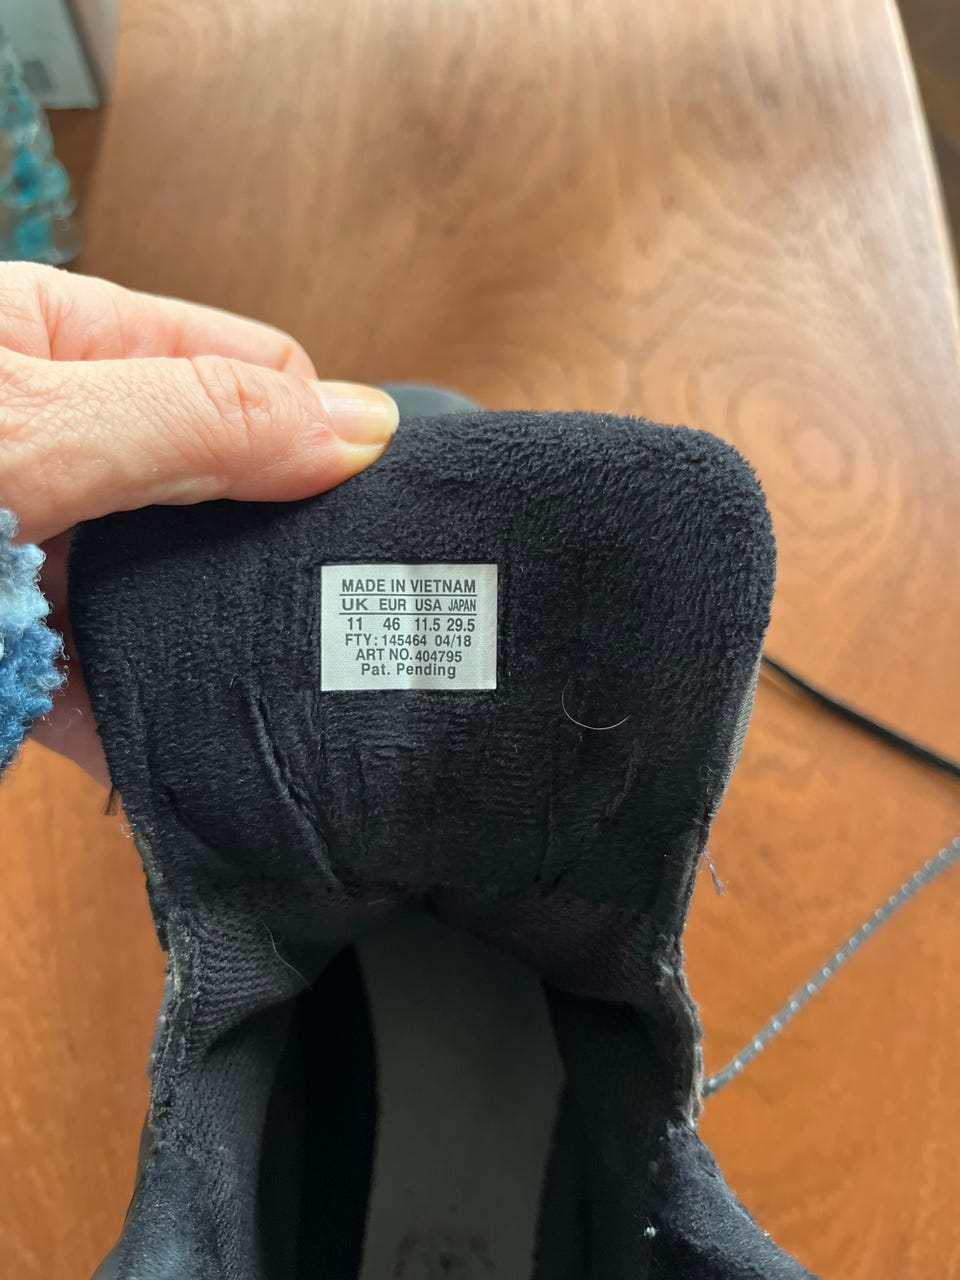 MADE IN VIETNAM
UK EUR USA JAPAN
11 46 11.5 29.5
FTY: 145464 04/18
ART NO. 404795
Pat. Pending